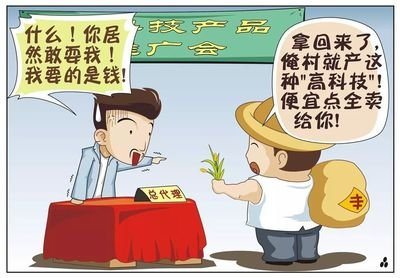 技产品
广会
什么！你居
然敢耍我！
我要的是钱！
拿回来了，
俺村就产这
种"高科技"！
便宜点全卖
给你！
总代理
丰